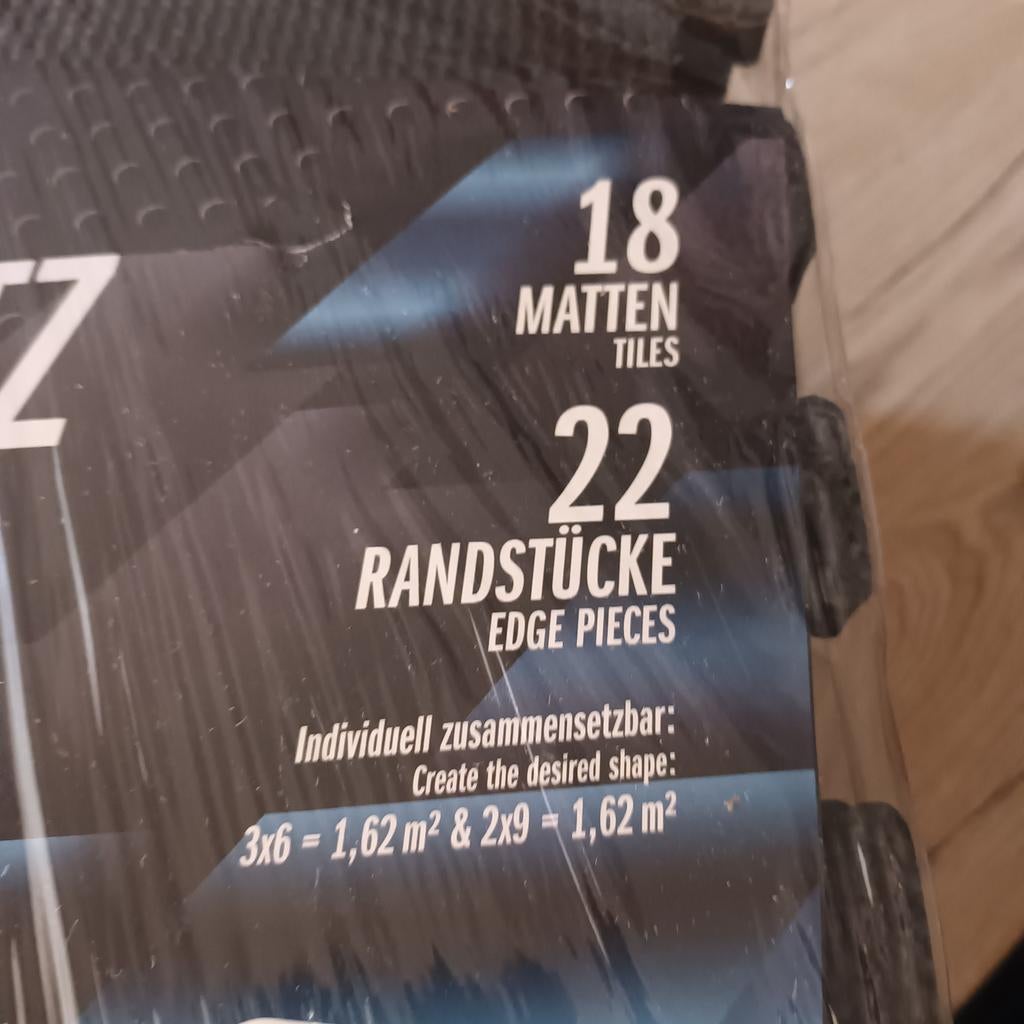 TZ
18
MATTEN
TILES
22
RANDSTÜCKE
EDGE PIECES
Individuell zusammensetzbar:
Create the desired shape:
3x6 = 1,62 m² & 2x9 = 1,62 m²